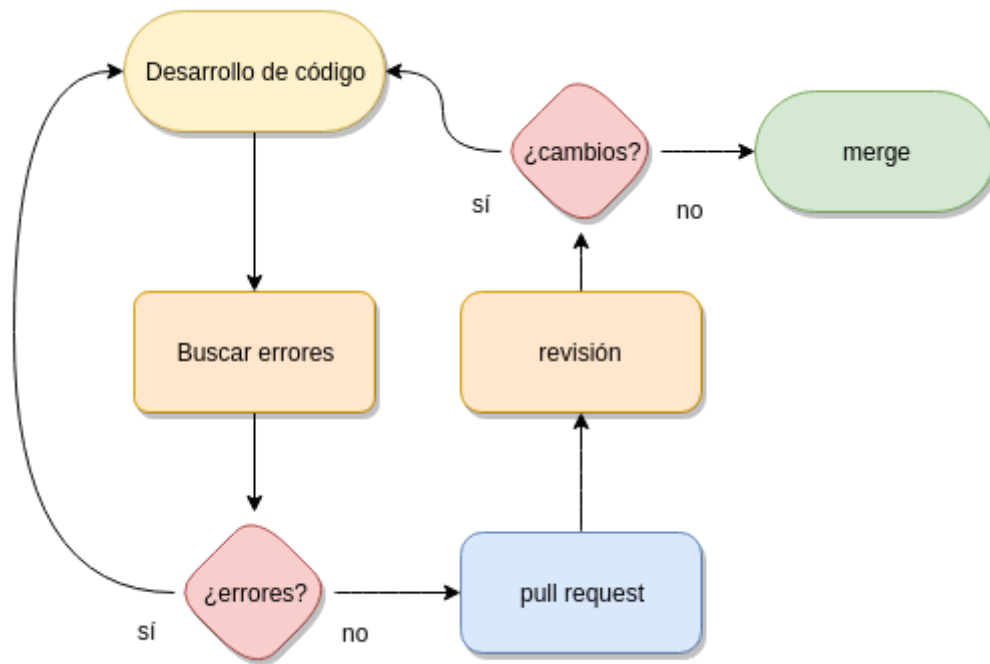 Desarrollo de código
Buscar errores
¿errores?
sí
no
pull request
revisión
¿cambios?
sí
no
merge